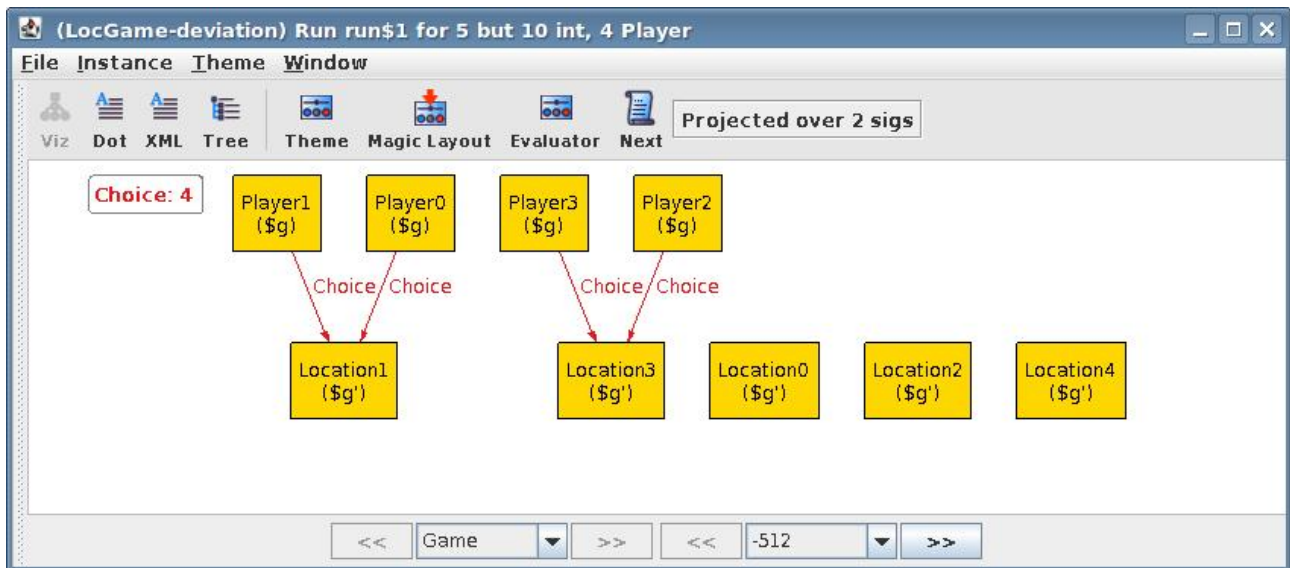 (LocGame-deviation) Run run$1 for 5 but 10 int, 4 Player
File Instance Theme Window
Viz Dot XML Tree Theme Magic Layout Evaluator Next Projected over 2 sigs
Choice: 4
Player1
($g)
Player0
($g)
Player3
($g)
Player2
($g)
Choice Choice Choice Choice
Location1
($g')
Location3
($g')
Location0
($g')
Location2
($g')
Location4
($g')
<< Game >> << -512 >>